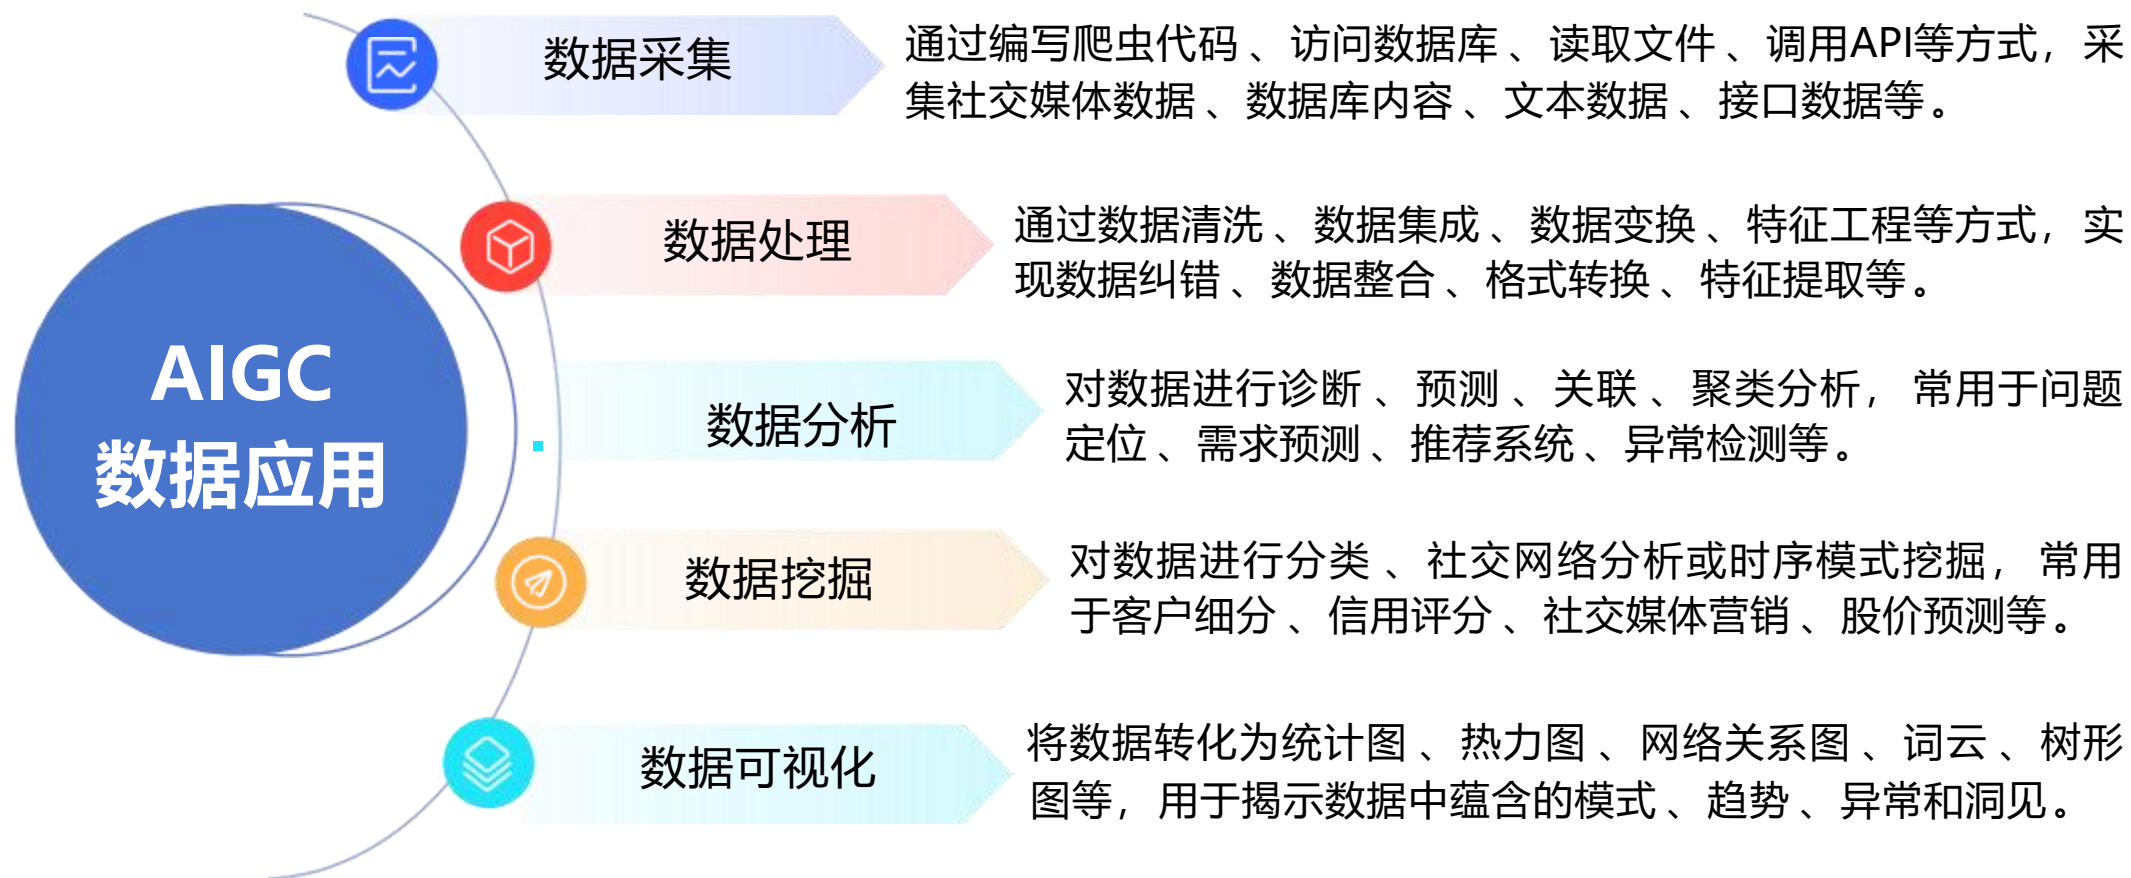 AIGC
数据应用
数据采集
通过编写爬虫代码、访问数据库、读取文件、调用API等方式，采
集社交媒体数据、数据库内容、文本数据、接口数据等。
数据处理
通过数据清洗、数据集成、数据变换、特征工程等方式，实
现数据纠错、数据整合、格式转换、特征提取等。
数据分析
对数据进行诊断、预测、关联、聚类分析，常用于问题
定位、需求预测、推荐系统、异常检测等。
数据挖掘
对数据进行分类、社交网络分析或时序模式挖掘，常用
于客户细分、信用评分、社交媒体营销、股价预测等。
数据可视化
将数据转化为统计图、热力图、网络关系图、词云、树形
图等，用于揭示数据中蕴含的模式、趋势、异常和洞见。